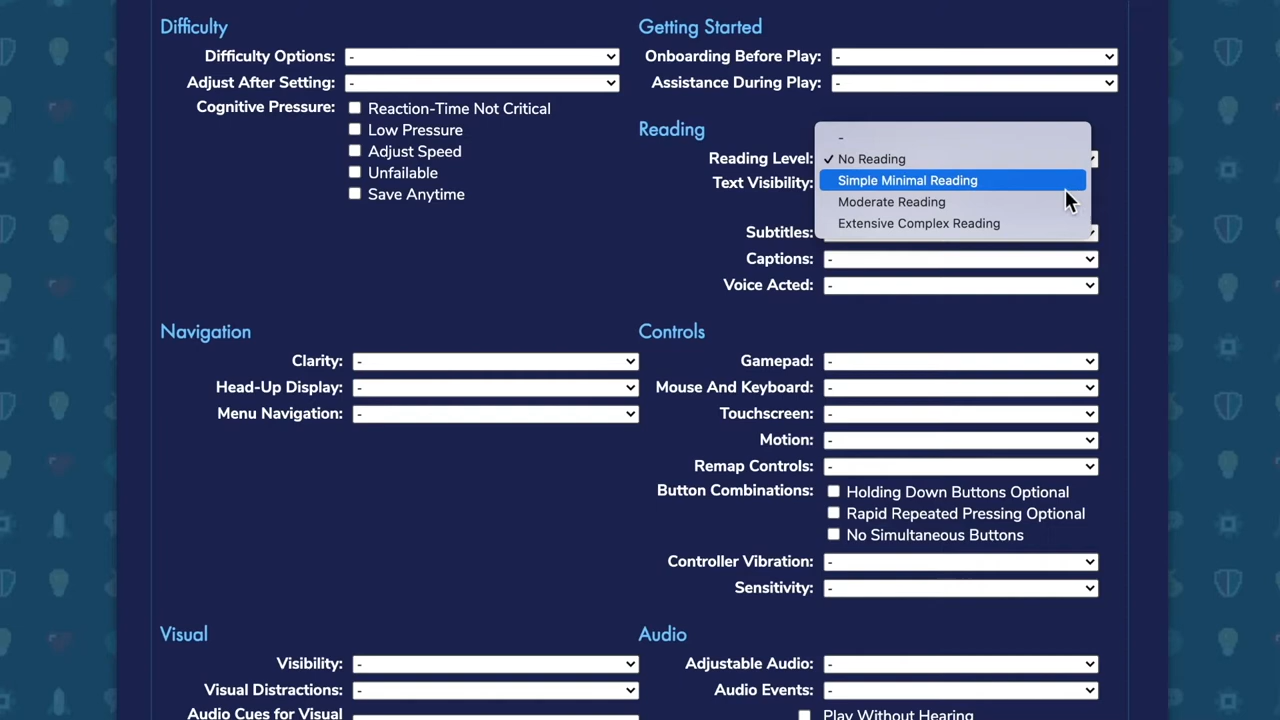 Difficulty
Difficulty Options: -
Adjust After Setting: -
Cognitive Pressure: Reaction-Time Not Critical
Low Pressure
Adjust Speed
Unfailable
Save Anytime
Getting Started
Onboarding Before Play: -
Assistance During Play: -
Reading
-
Reading Level: ✓ No Reading
Text Visibility: Simple Minimal Reading
Moderate Reading
Extensive Complex Reading
Subtitles:
Captions: -
Voice Acted: -
Navigation
Clarity: -
Head-Up Display: -
Menu Navigation: -
Controls
Gamepad: -
Mouse And Keyboard: -
Touchscreen: -
Motion: -
Remap Controls: -
Button Combinations: Holding Down Buttons Optional
Rapid Repeated Pressing Optional
No Simultaneous Buttons
Controller Vibration: -
Sensitivity: -
Visual
Visibility: -
Visual Distractions: -
Audio Cues for Visual
Audio
Adjustable Audio: -
Audio Events: -
Play Without Hearing